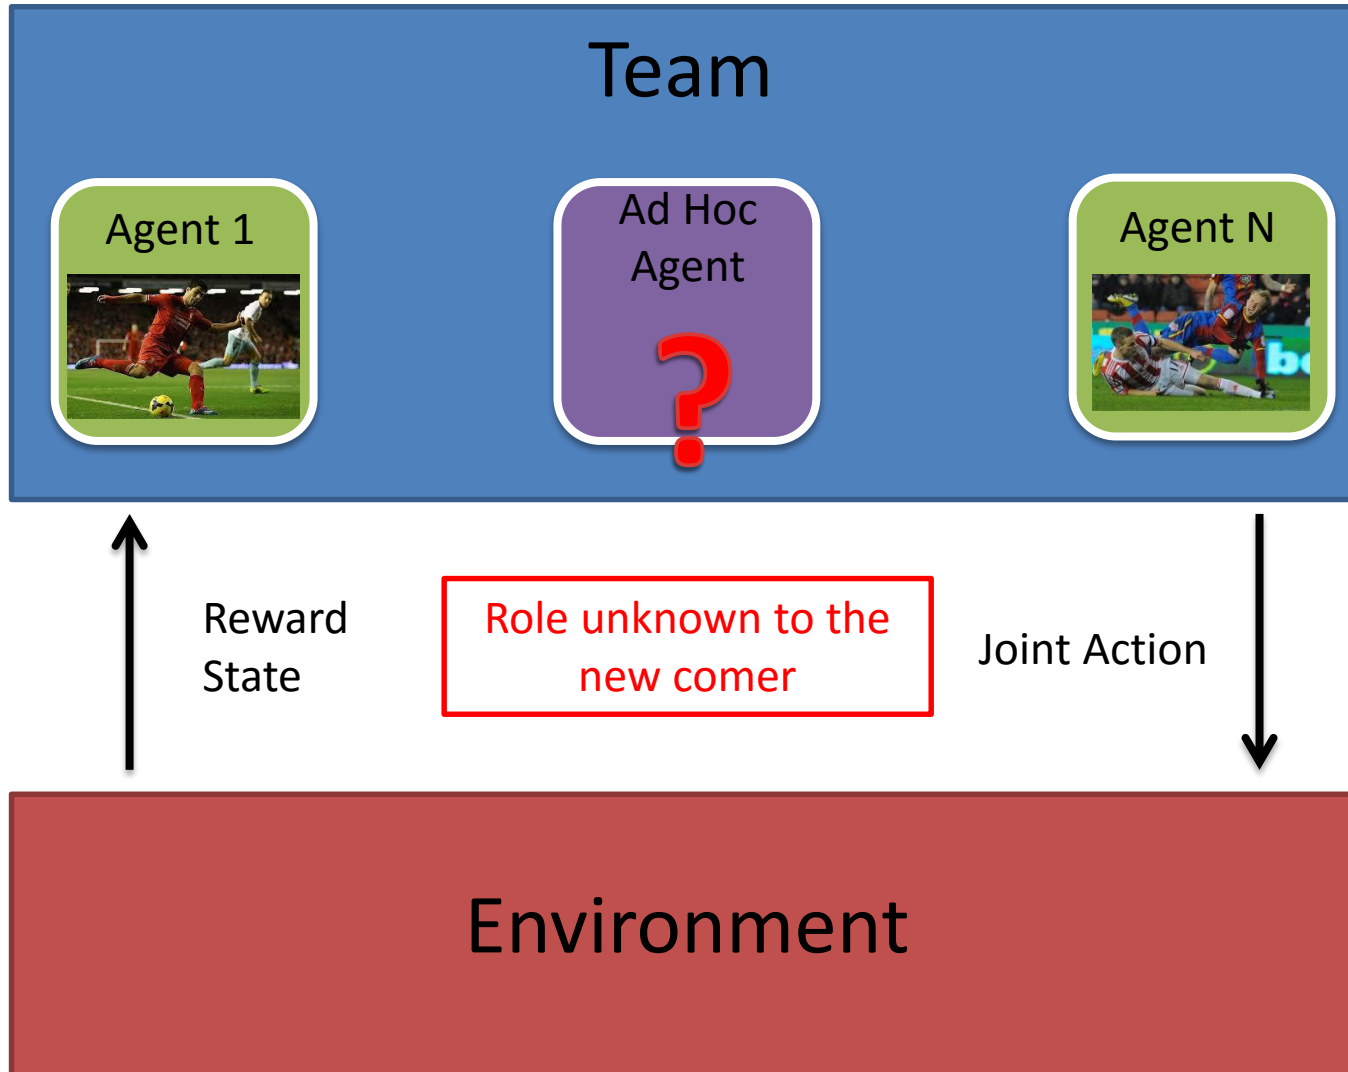 Team
Agent 1
Ad Hoc
Agent
?
Agent N
Reward
State
Role unknown to the
new comer
Joint Action
Environment